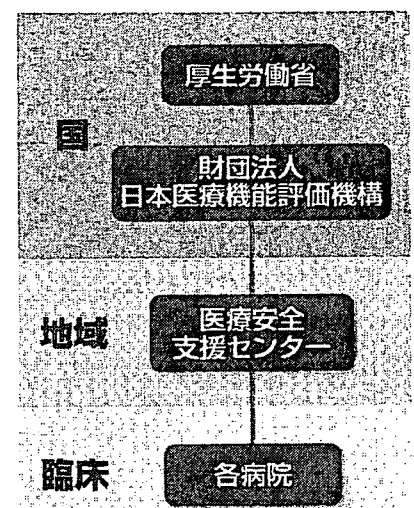 厚生労働省
国
財団法人
日本医療機能評価機構
地域
医療安全
支援センター
臨床
各病院